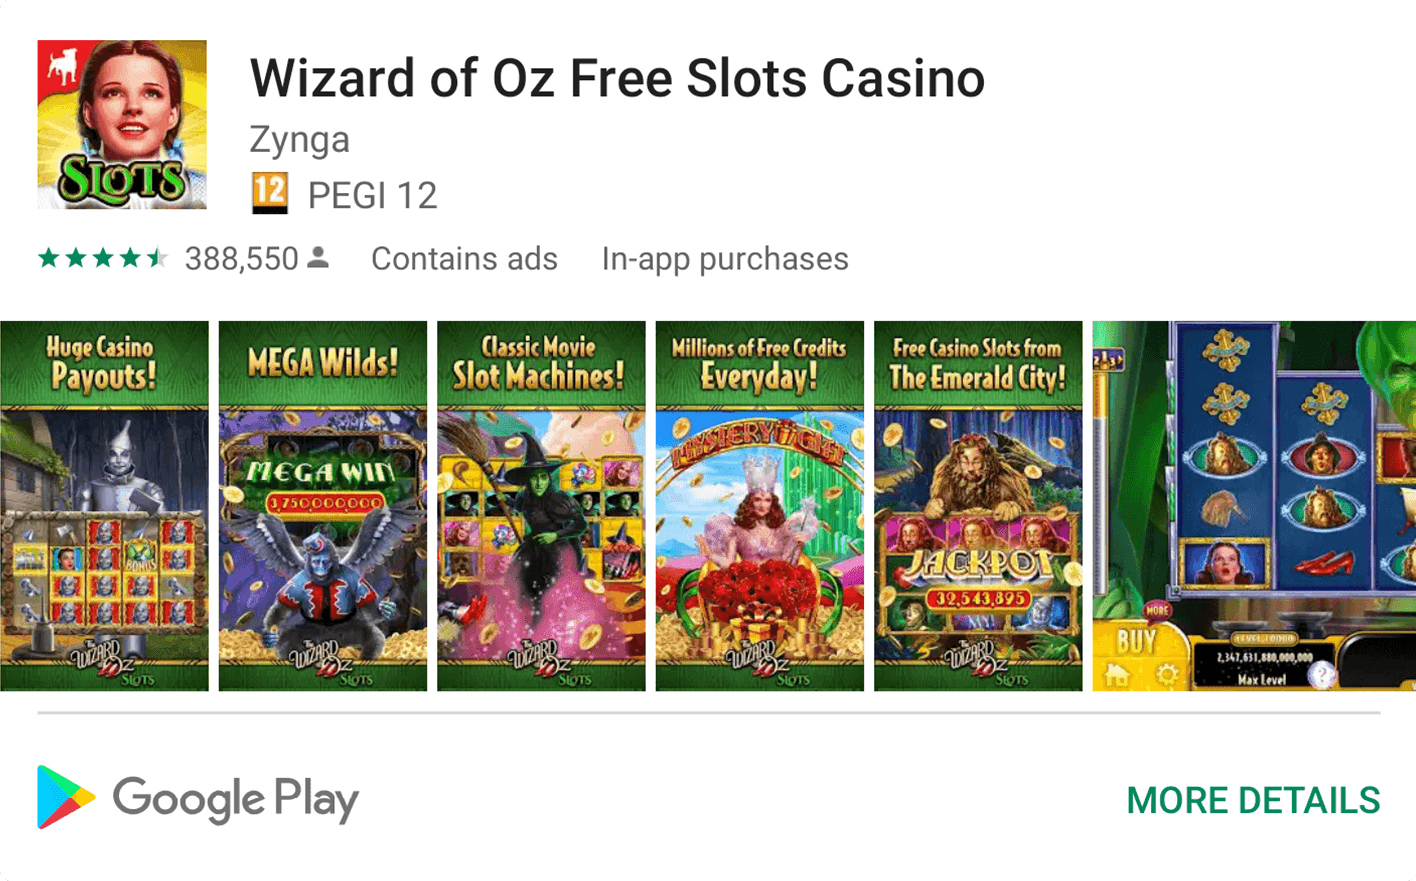 Wizard of Oz Free Slots Casino
Zynga
12 PEGI 12
388,550 Contains ads In-app purchases
SLOTS
Huge Casino
Payouts!
BONUS
THE WIZARD OF OZ
SLOTS
MEGA Wilds!
MEGA WIN
3,750000000
THE WIZARD OF OZ
SLOTS
Classic Movie
Slot Machines!
THE WIZARD OF OZ
SLOTS
Millions of Free Credits
Everyday!
MYSTERY GIFT
THE WIZARD OF OZ
SLOTS
Free Casino Slots from
The Emerald City!
JACKPOT
32,543,895
THE WIZARD OF OZ
SLOTS
MORE
BUY
2,347,631,880,000,000
Max Level
?
Google Play
MORE DETAILS